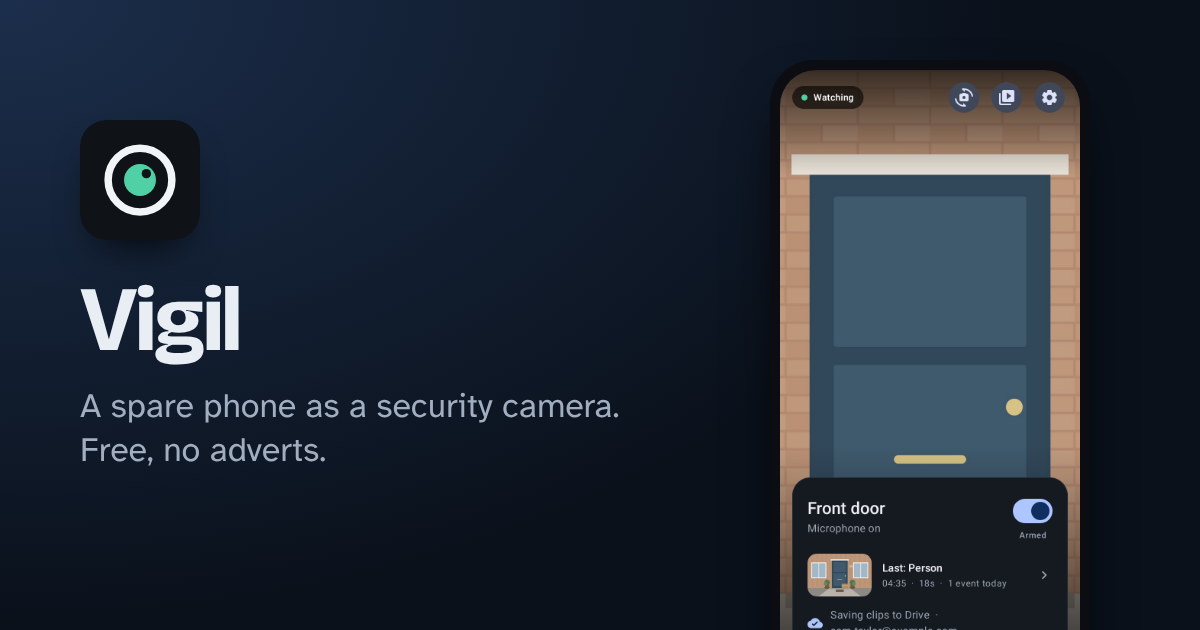 Vigil
A spare phone as a security camera.
Free, no adverts.
Watching
Front door
Microphone on
Armed
Last: Person
04:35 · 18s · 1 event today
Saving clips to Drive ·